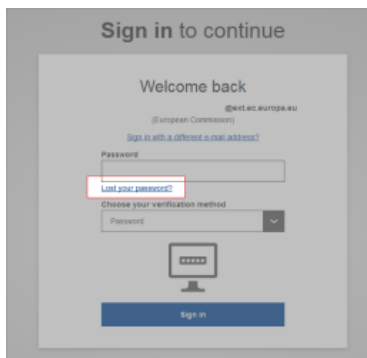 Sign in to continue
Welcome back
@ext.ec.europa.eu
(European Commission)
Sign in with a different e-mail address?
Password
Lost your password?
Choose your verification method
Password
Sign in